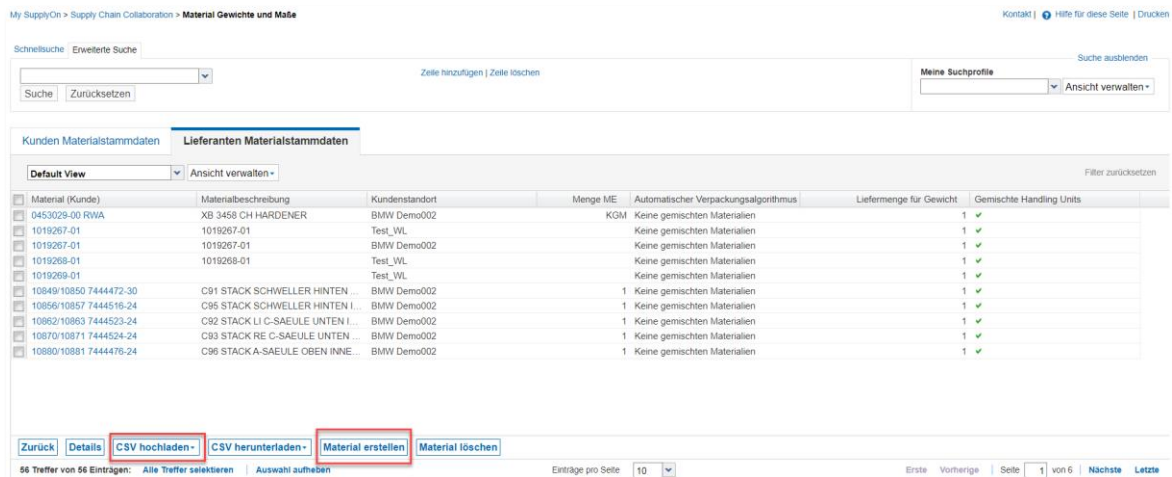 My SupplyOn > Supply Chain Collaboration > Material Gewichte und Maße
Kontakt | Hilfe für diese Seite | Drucken
Schnellsuche Erweiterte Suche
Suche ausblenden
Zeile hinzufügen | Zeile löschen
Meine Suchprofile
Suche Zurücksetzen
Ansicht verwalten
Kunden Materialstammdaten Lieferanten Materialstammdaten
Default View Ansicht verwalten Filter zurücksetzen
Material (Kunde) Materialbeschreibung Kundenstandort Menge ME Automatischer Verpackungsalgorithmus Liefermenge für Gewicht Gemischte Handling Units
0453029-00 RWA XB 3458 CH HARDENER BMW Demo002 KGM Keine gemischten Materialien 1
1019267-01 1019267-01 Test_WL Keine gemischten Materialien 1
1019267-01 1019267-01 BMW Demo002 Keine gemischten Materialien 1
1019268-01 1019268-01 Test_WL Keine gemischten Materialien 1
1019269-01 Test_WL Keine gemischten Materialien 1
10849/10850 7444472-30 C91 STACK SCHWELLER HINTEN ... BMW Demo002 1 Keine gemischten Materialien 1
10856/10857 7444516-24 C95 STACK SCHWELLER HINTEN I... BMW Demo002 1 Keine gemischten Materialien 1
10862/10863 7444523-24 C92 STACK LI C-SAEULE UNTEN I... BMW Demo002 1 Keine gemischten Materialien 1
10870/10871 7444524-24 C93 STACK RE C-SAEULE UNTEN ... BMW Demo002 1 Keine gemischten Materialien 1
10880/10881 7444476-24 C96 STACK A-SAEULE OBEN INNE... BMW Demo002 1 Keine gemischten Materialien 1
Zurück Details CSV hochladen CSV herunterladen Material erstellen Material löschen
56 Treffer von 56 Einträgen: Alle Treffer selektieren | Auswahl aufheben Einträge pro Seite 10 Erste Vorherige | Seite 1 von 6 | Nächste Letzte